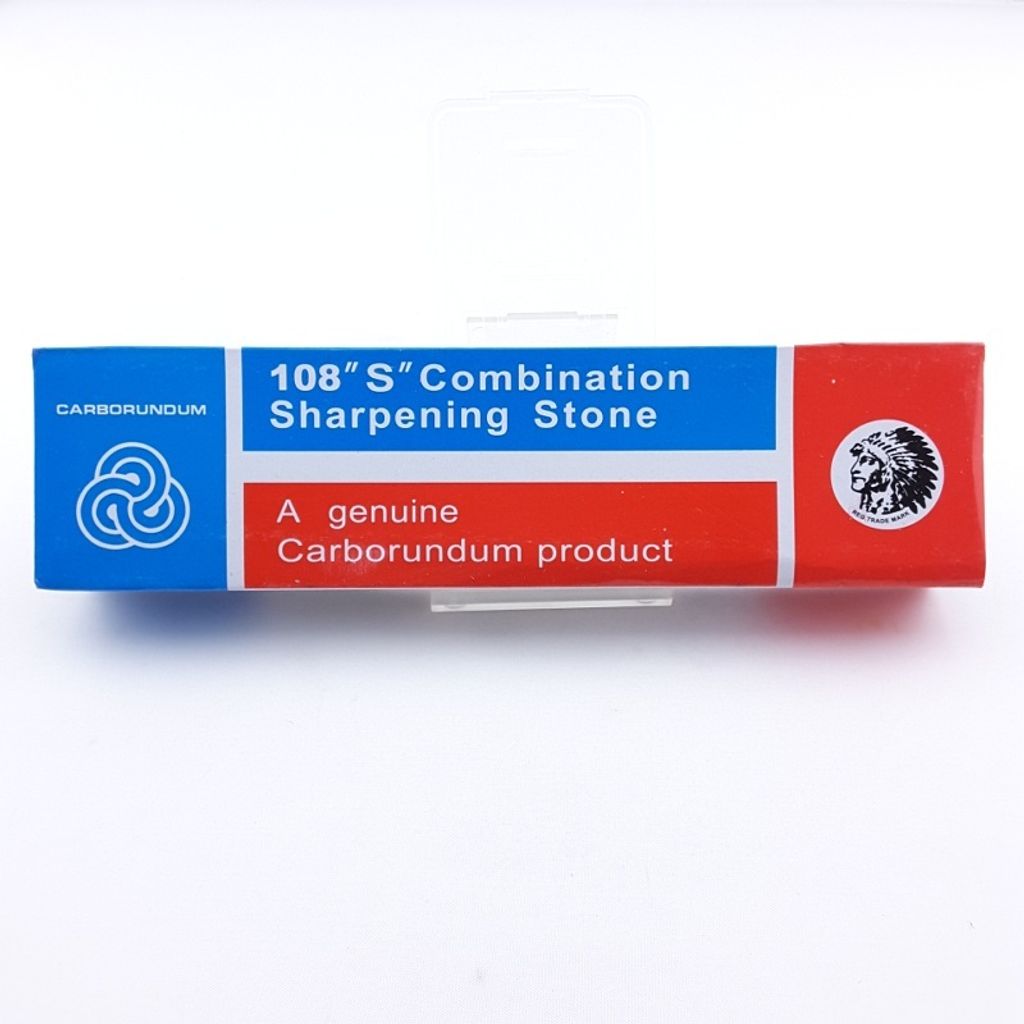 CARBORUNDUM
108"S"Combination
Sharpening Stone
A genuine
Carborundum product
REG. TRADE MARK